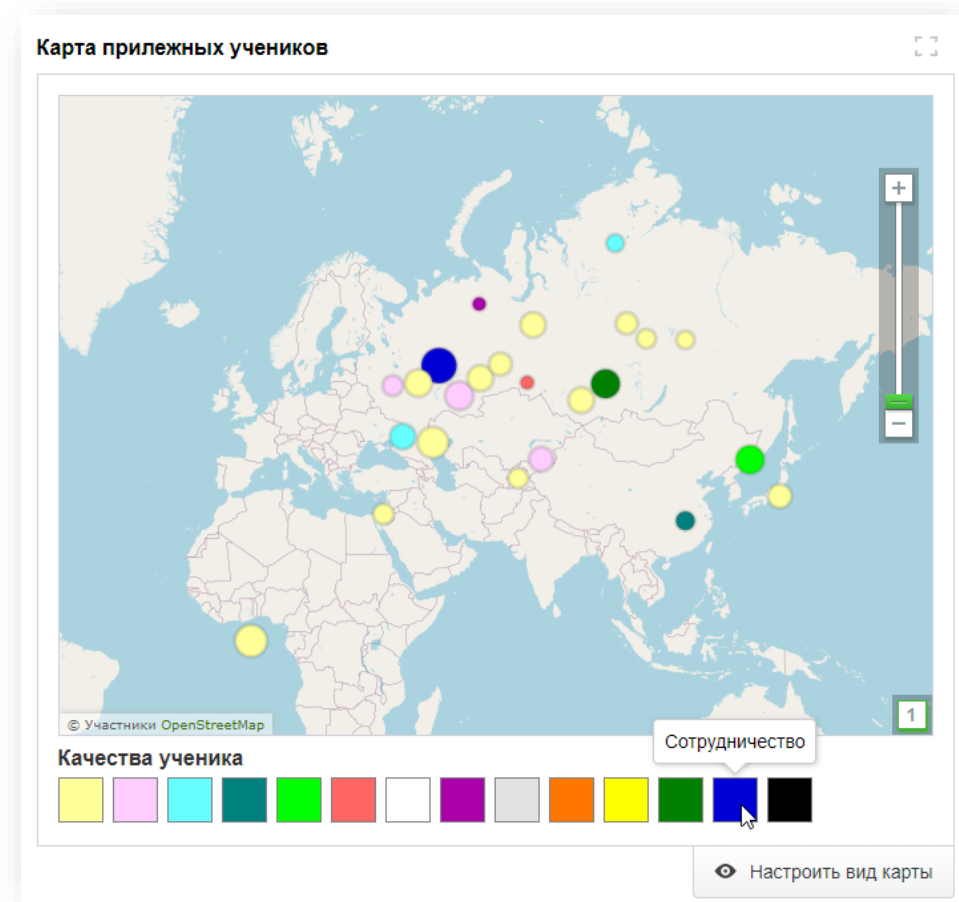 Карта прилежных учеников
1
© Участники OpenStreetMap
Сотрудничество
Качества ученика
Настроить вид карты